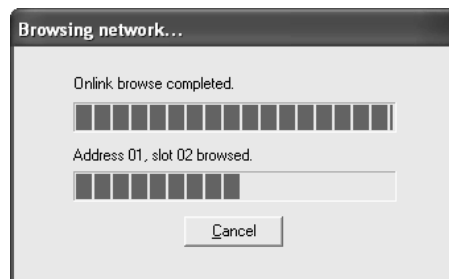 Browsing network...
Onlink browse completed.
Address 01, slot 02 browsed.
Cancel